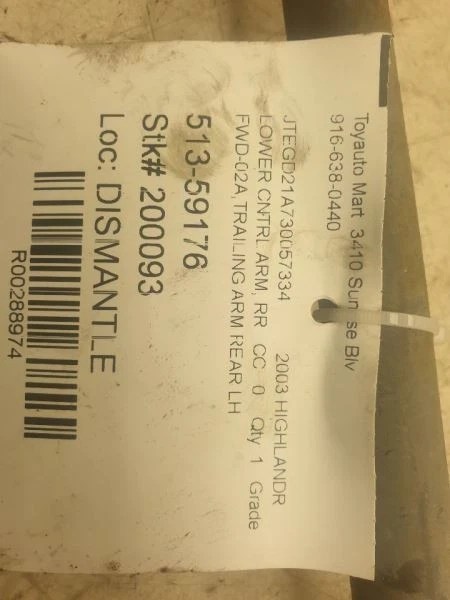 Toyauto Mart 3410 Sun se Blv
916-638-0440
JTEGD21A730057334 2003 HIGHLANDR
LOWER CNTRL ARM, RR CC 0 Qty 1 Grade
FWD-02A,TRAILING ARM REAR LH
513-59176
Stk# 200093
Loc: DISMANTLE
R00288974